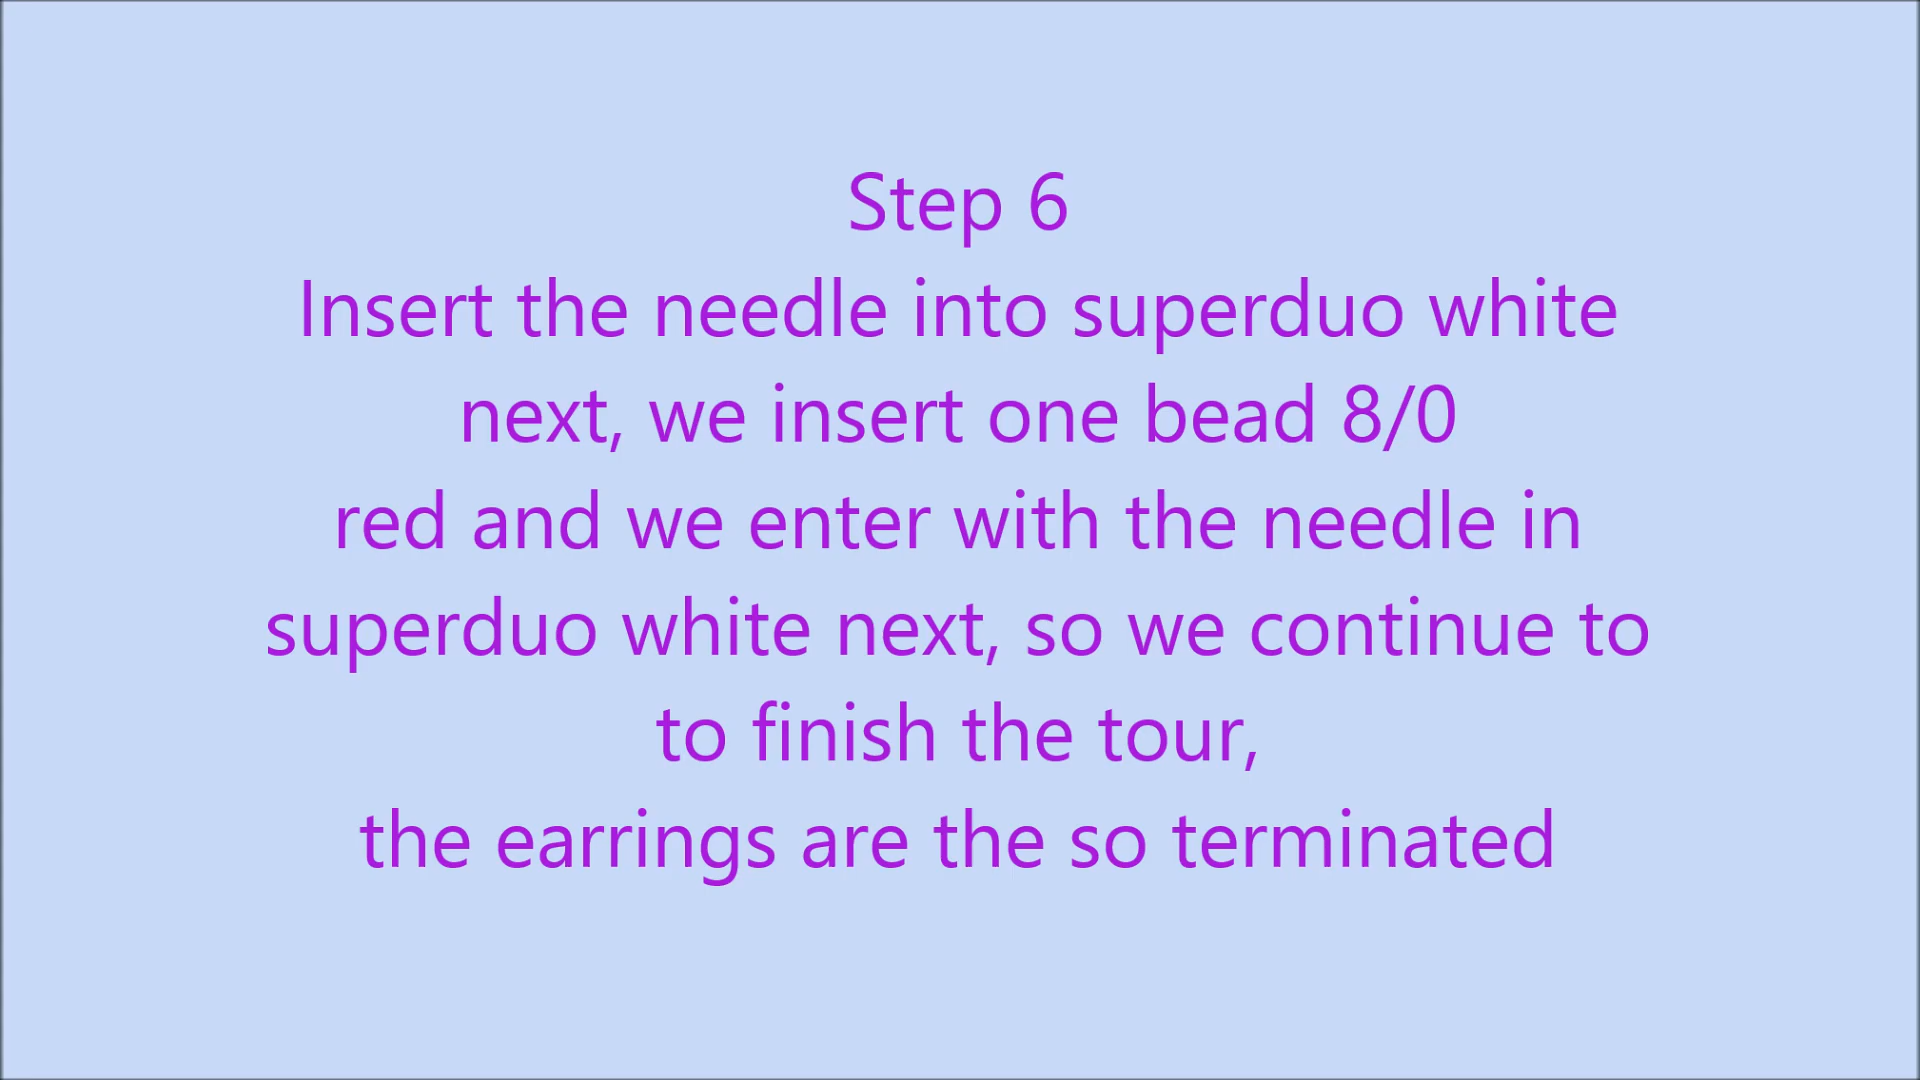 Step 6
Insert the needle into superduo white
next, we insert one bead 8/0
red and we enter with the needle in
superduo white next, so we continue to
to finish the tour,
the earrings are the so terminated